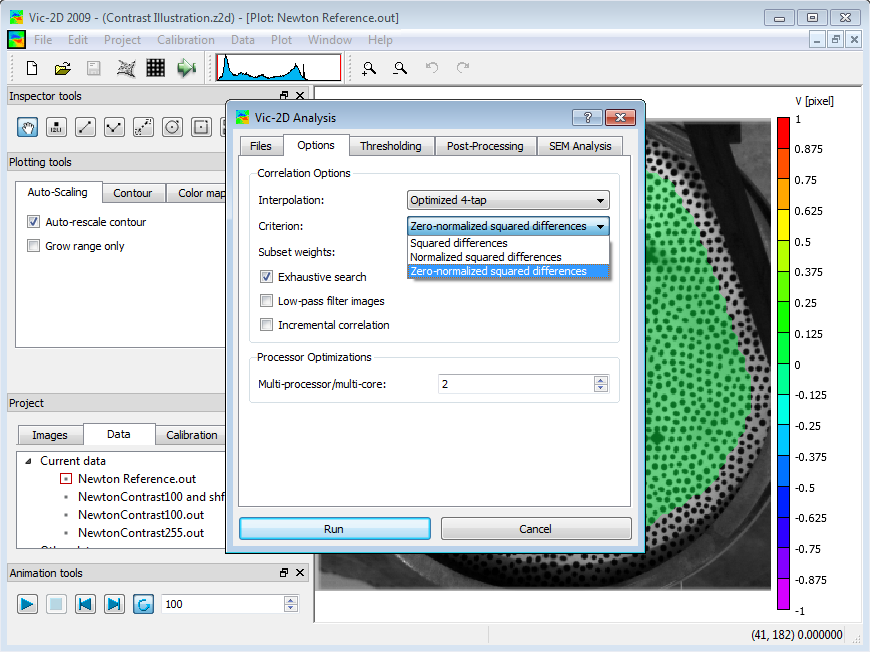 Vic-2D 2009 - (Contrast Illustration.z2d) - [Plot: Newton Reference.out]
File Edit Project Calibration Data Plot Window Help
Inspector tools
Plotting tools
Auto-Scaling Contour Color map
Auto-rescale contour
Grow range only
Project
Images Data Calibration
Current data
Newton Reference.out
NewtonContrast100 and shf
NewtonContrast100.out
NewtonContrast255.out
Animation tools
100
Vic-2D Analysis
Files Options Thresholding Post-Processing SEM Analysis
Correlation Options
Interpolation: Optimized 4-tap
Criterion: Zero-normalized squared differences
Squared differences
Subset weights:
Normalized squared differences
Zero-normalized squared differences
Exhaustive search
Low-pass filter images
Incremental correlation
Processor Optimizations
Multi-processor/multi-core: 2
Run Cancel
V [pixel]
1
0.875
0.75
0.625
0.5
0.375
0.25
0.125
0
-0.125
-0.25
-0.375
-0.5
-0.625
-0.75
-0.875
-1
(41, 182) 0.000000